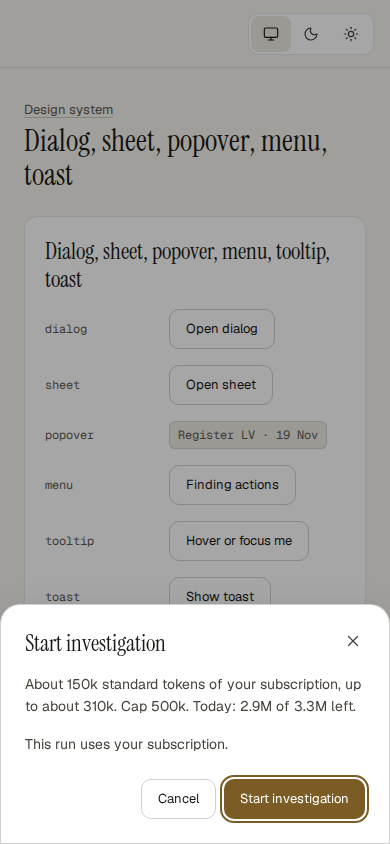 Design system
Dialog, sheet, popover, menu,
toast
Dialog, sheet, popover, menu, tooltip,
toast
dialog
Open dialog
sheet
Open sheet
popover
Register LV · 19 Nov
menu
Finding actions
tooltip
Hover or focus me
toast
Show toast
Start investigation
About 150k standard tokens of your subscription, up
to about 310k. Cap 500k. Today: 2.9M of 3.3M left.
This run uses your subscription.
Cancel
Start investigation